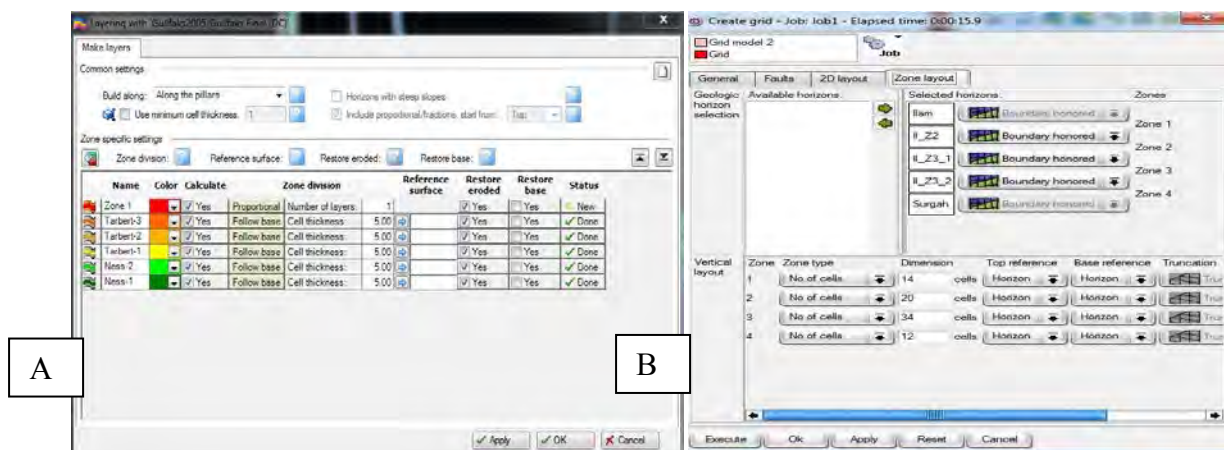 Layering with 'Gullfaks2005/Gullfaks Final (DC)'
Make layers
Common settings
Build along: Along the pillars
Horizons with steep slopes
Use minimum cell thickness: 1
Include proportional/fractions, start from: Top
Zone specific settings
Zone division: Reference surface: Restore eroded: Restore base:
Name Color Calculate Zone division Reference surface Restore eroded Restore base Status
Zone 1 Yes Proportional Number of layers: 1 Yes Yes New
Tarbert-3 Yes Follow base Cell thickness: 5.00 Yes Yes Done
Tarbert-2 Yes Follow base Cell thickness: 5.00 Yes Yes Done
Tarbert-1 Yes Follow base Cell thickness: 5.00 Yes Yes Done
Ness-2 Yes Follow base Cell thickness: 5.00 Yes Yes Done
Ness-1 Yes Follow base Cell thickness: 5.00 Yes Yes Done
Apply OK Cancel
A
Create grid - Job: Job1 - Elapsed time: 0:00:15.9
Grid model 2
Grid
Job
General Faults 2D layout Zone layout
Geologic horizon selection
Available horizons
Selected horizons Zones
Ilam Boundary honored
Zone 1
Il_Z2 Boundary honored
Zone 2
Il_Z3_1 Boundary honored
Zone 3
Il_Z3_2 Boundary honored
Zone 4
Surgah Boundary honored
Vertical layout
Zone Zone type Dimension Top reference Base reference Truncation
1 No of cells 14 cells Horizon Horizon Tru
2 No of cells 20 cells Horizon Horizon Tru
3 No of cells 34 cells Horizon Horizon Tru
4 No of cells 12 cells Horizon Horizon Tru
Execute Ok Apply Reset Cancel
B